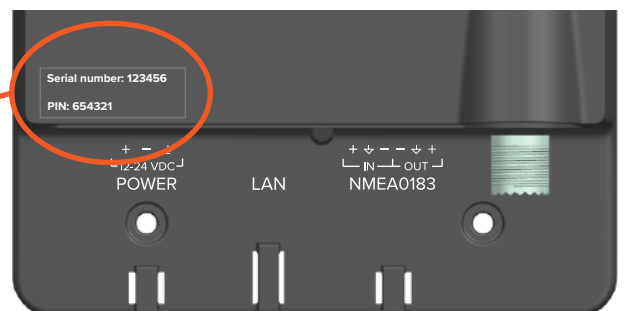 Serial number: 123456
PIN: 654321
+ - ⏚
12-24 VDC
POWER
LAN
+ ⏚ - - ⏚ +
IN OUT
NMEA0183